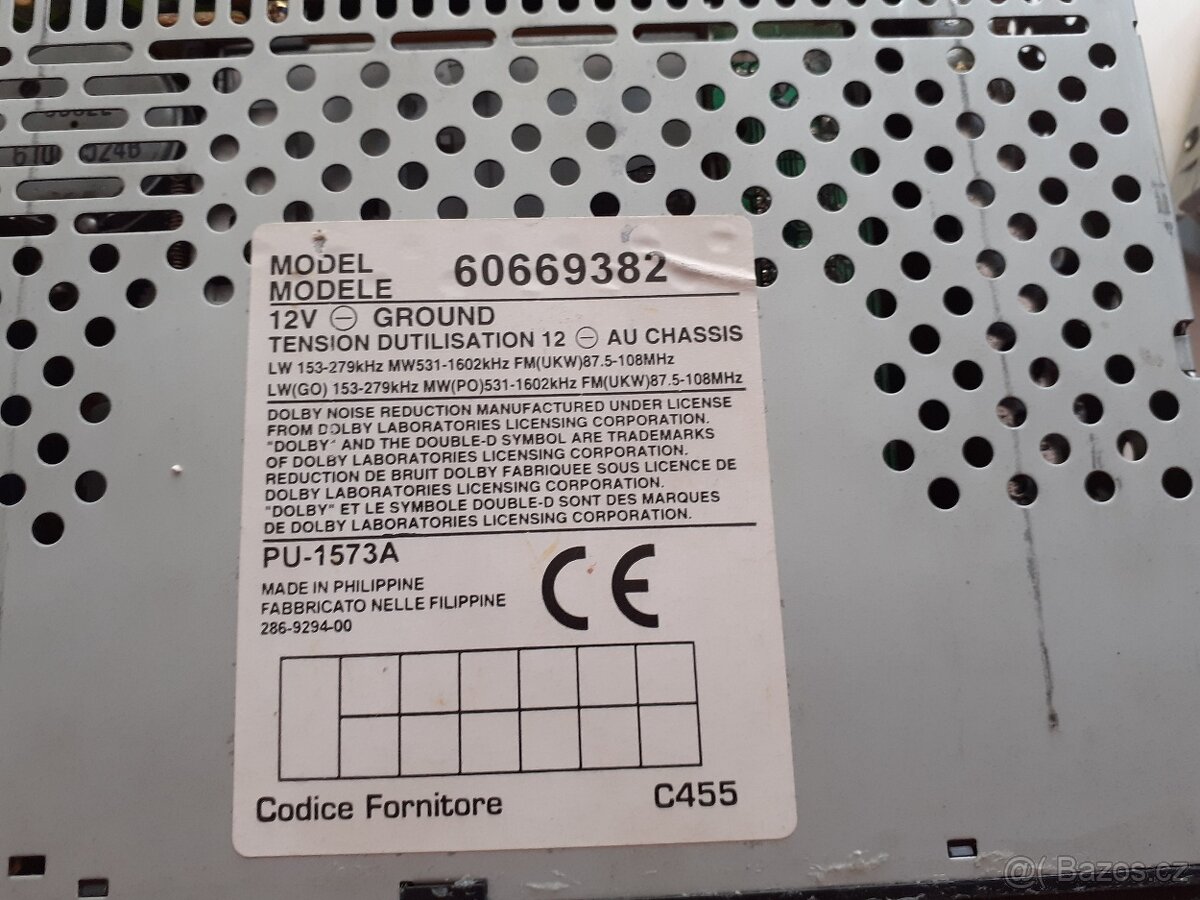 MODEL 60669382
MODELE
12V ⊖ GROUND
TENSION DUTILISATION 12 ⊖ AU CHASSIS
LW 153-279kHz MW531-1602kHz FM(UKW)87.5-108MHz
LW(GO) 153-279kHz MW(PO)531-1602kHz FM(UKW)87.5-108MHz
DOLBY NOISE REDUCTION MANUFACTURED UNDER LICENSE
FROM DOLBY LABORATORIES LICENSING CORPORATION.
"DOLBY" AND THE DOUBLE-D SYMBOL ARE TRADEMARKS
OF DOLBY LABORATORIES LICENSING CORPORATION.
REDUCTION DE BRUIT DOLBY FABRIQUEE SOUS LICENCE DE
DOLBY LABORATORIES LICENSING CORPORATION.
"DOLBY" ET LE SYMBOLE DOUBLE-D SONT DES MARQUES
DE DOLBY LABORATORIES LICENSING CORPORATION.
PU-1573A
CE
MADE IN PHILIPPINE
FABBRICATO NELLE FILIPPINE
286-9294-00
Codice Fornitore C455
@( Bazos.cz